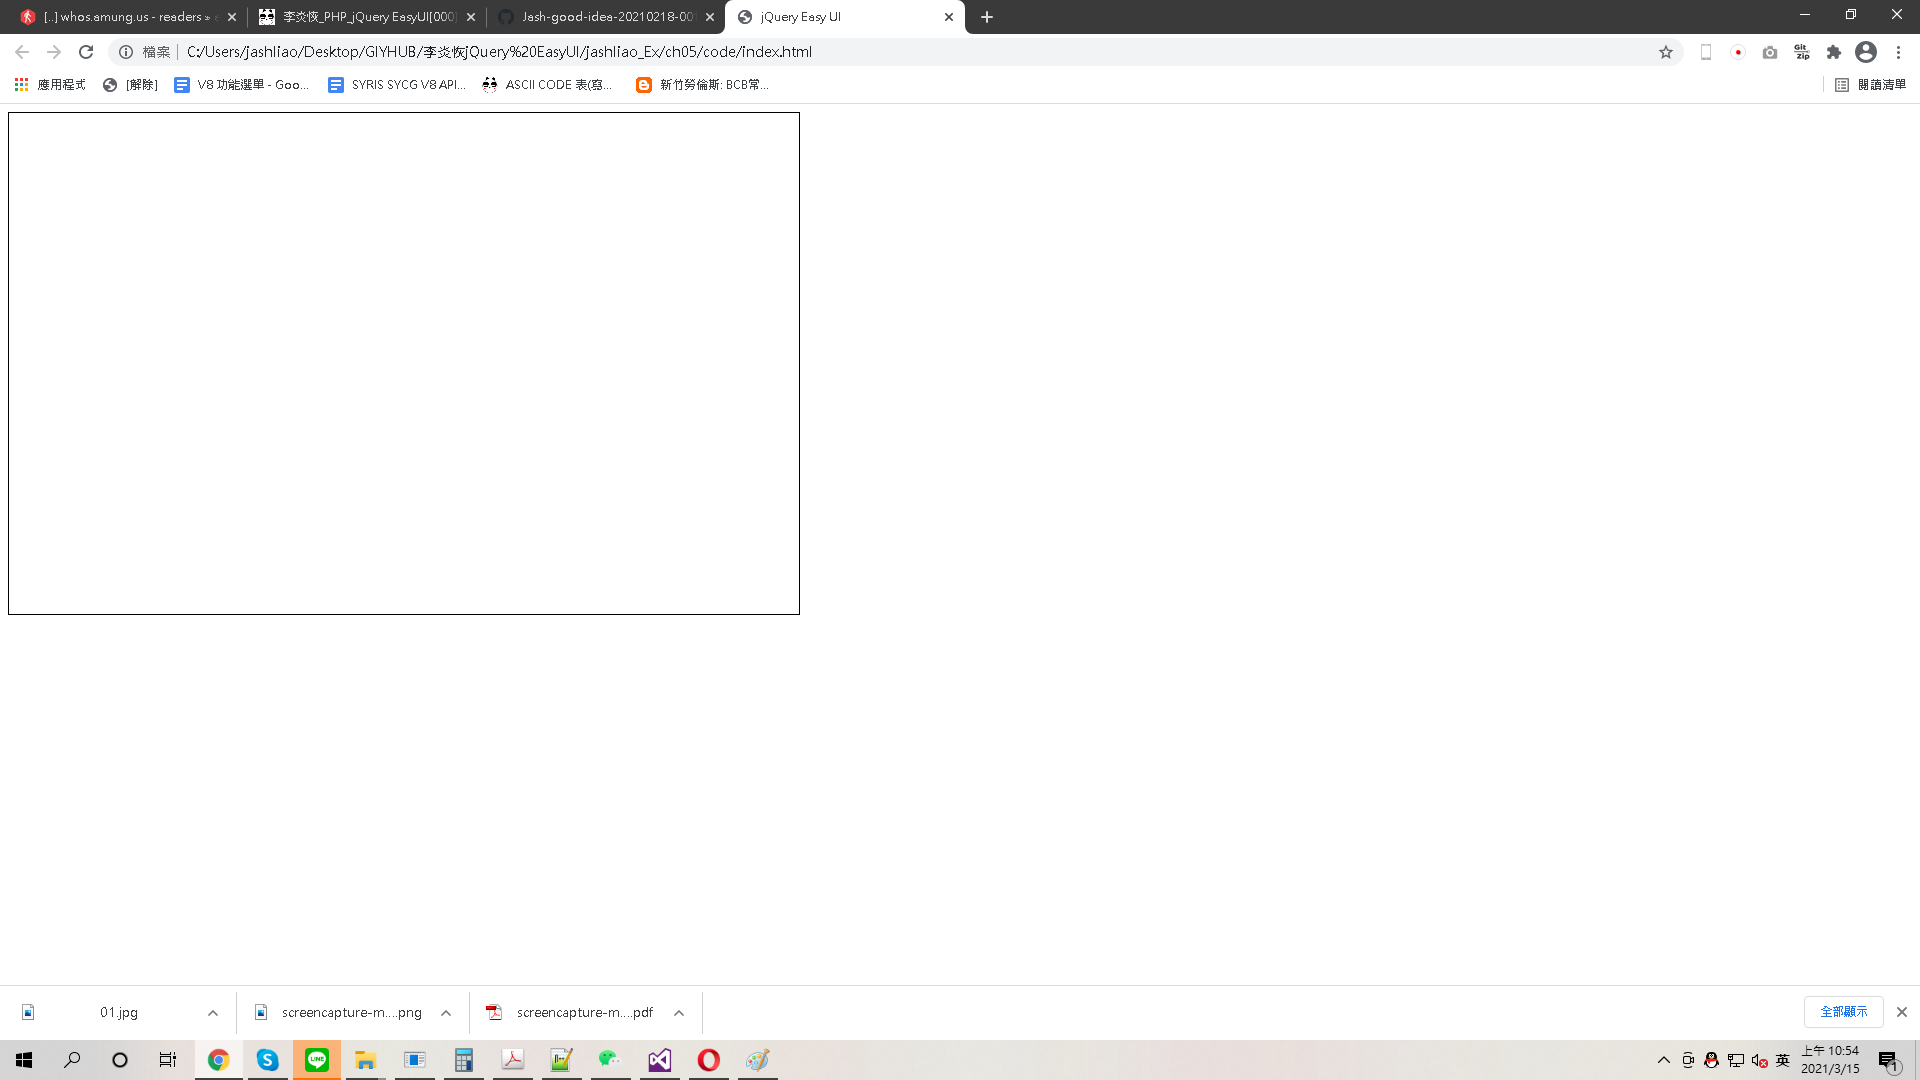 [..] whos.amung.us - readers »
李炎恢_PHP_jQuery EasyUI[000]
Jash-good-idea-20210218-001
jQuery Easy UI
檔案
C:/Users/jashliao/Desktop/GIYHUB/李炎恢jQuery%20EasyUI/jashliao_Ex/ch05/code/index.html
Git
Zip
應用程式
[解除]
V8 功能選單 - Goo...
SYRIS SYCG V8 API...
ASCII CODE 表(寫...
新竹勞倫斯: BCB常...
閱讀清單
01.jpg
screencapture-m....png
screencapture-m....pdf
全部顯示
LINE
英
上午 10:54
2021/3/15
1